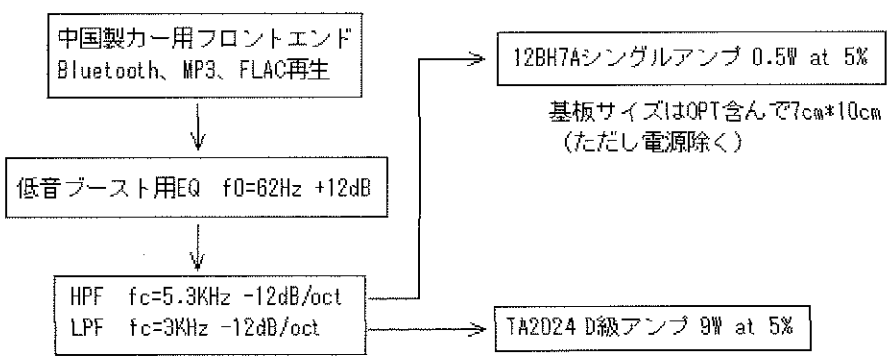 中国製カー用フロントエンド
Bluetooth、MP3、FLAC再生
12BH7Aシングルアンプ 0.5W at 5%
基板サイズはOPT含んで7cm*10cm
(ただし電源除く)
低音ブースト用EQ f0=62Hz +12dB
HPF fc=5.3KHz -12dB/oct
LPF fc=3KHz -12dB/oct
TA2024 D級アンプ 9W at 5%